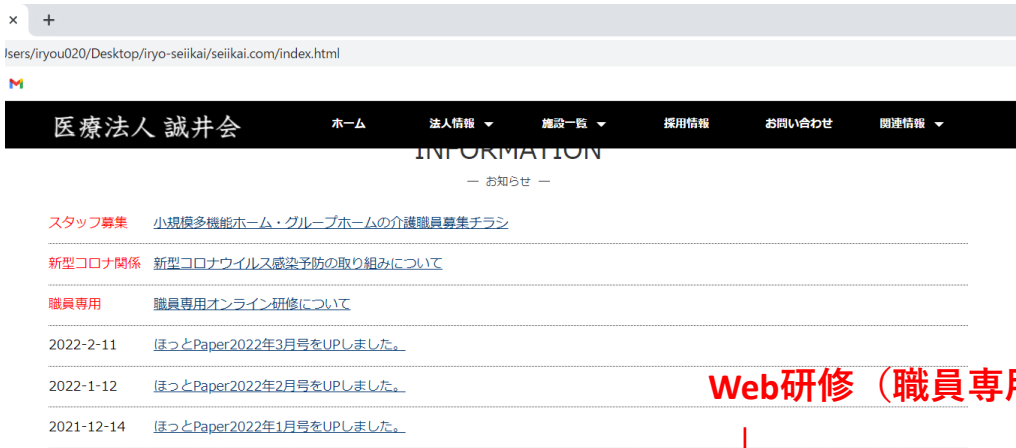 × +
Jsers/iryou020/Desktop/iryo-seiikai/seiikai.com/index.html
医療法人 誠井会 ホーム 法人情報 ▼ 施設一覧 ▼ 採用情報 お問い合わせ 関連情報 ▼
INFORMATION
― お知らせ ―
スタッフ募集 小規模多機能ホーム・グループホームの介護職員募集チラシ
新型コロナ関係 新型コロナウイルス感染予防の取り組みについて
職員専用 職員専用オンライン研修について
2022-2-11 ほっとPaper2022年3月号をUPしました。
2022-1-12 ほっとPaper2022年2月号をUPしました。
Web研修（職員専用
2021-12-14 ほっとPaper2022年1月号をUPしました。